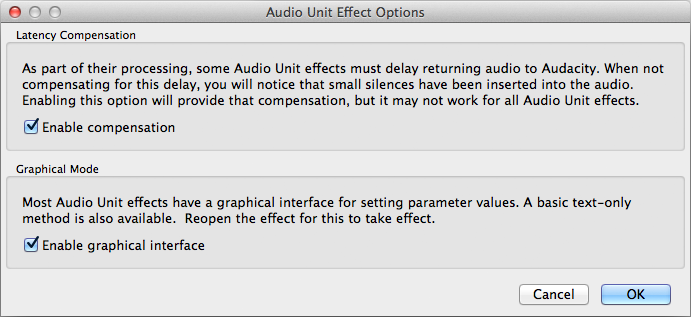 Audio Unit Effect Options
Latency Compensation
As part of their processing, some Audio Unit effects must delay returning audio to Audacity. When not
compensating for this delay, you will notice that small silences have been inserted into the audio.
Enabling this option will provide that compensation, but it may not work for all Audio Unit effects.
Enable compensation
Graphical Mode
Most Audio Unit effects have a graphical interface for setting parameter values. A basic text-only
method is also available.  Reopen the effect for this to take effect.
Enable graphical interface
Cancel OK